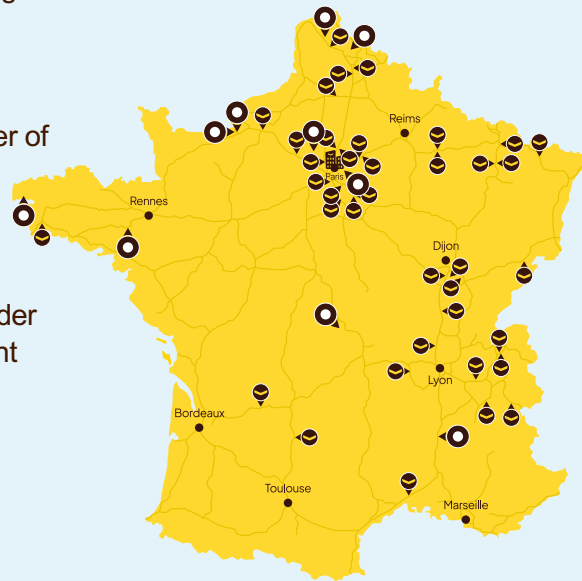 er of
der
nt
Reims
Paris
Rennes
Dijon
Lyon
Bordeaux
Toulouse
Marseille